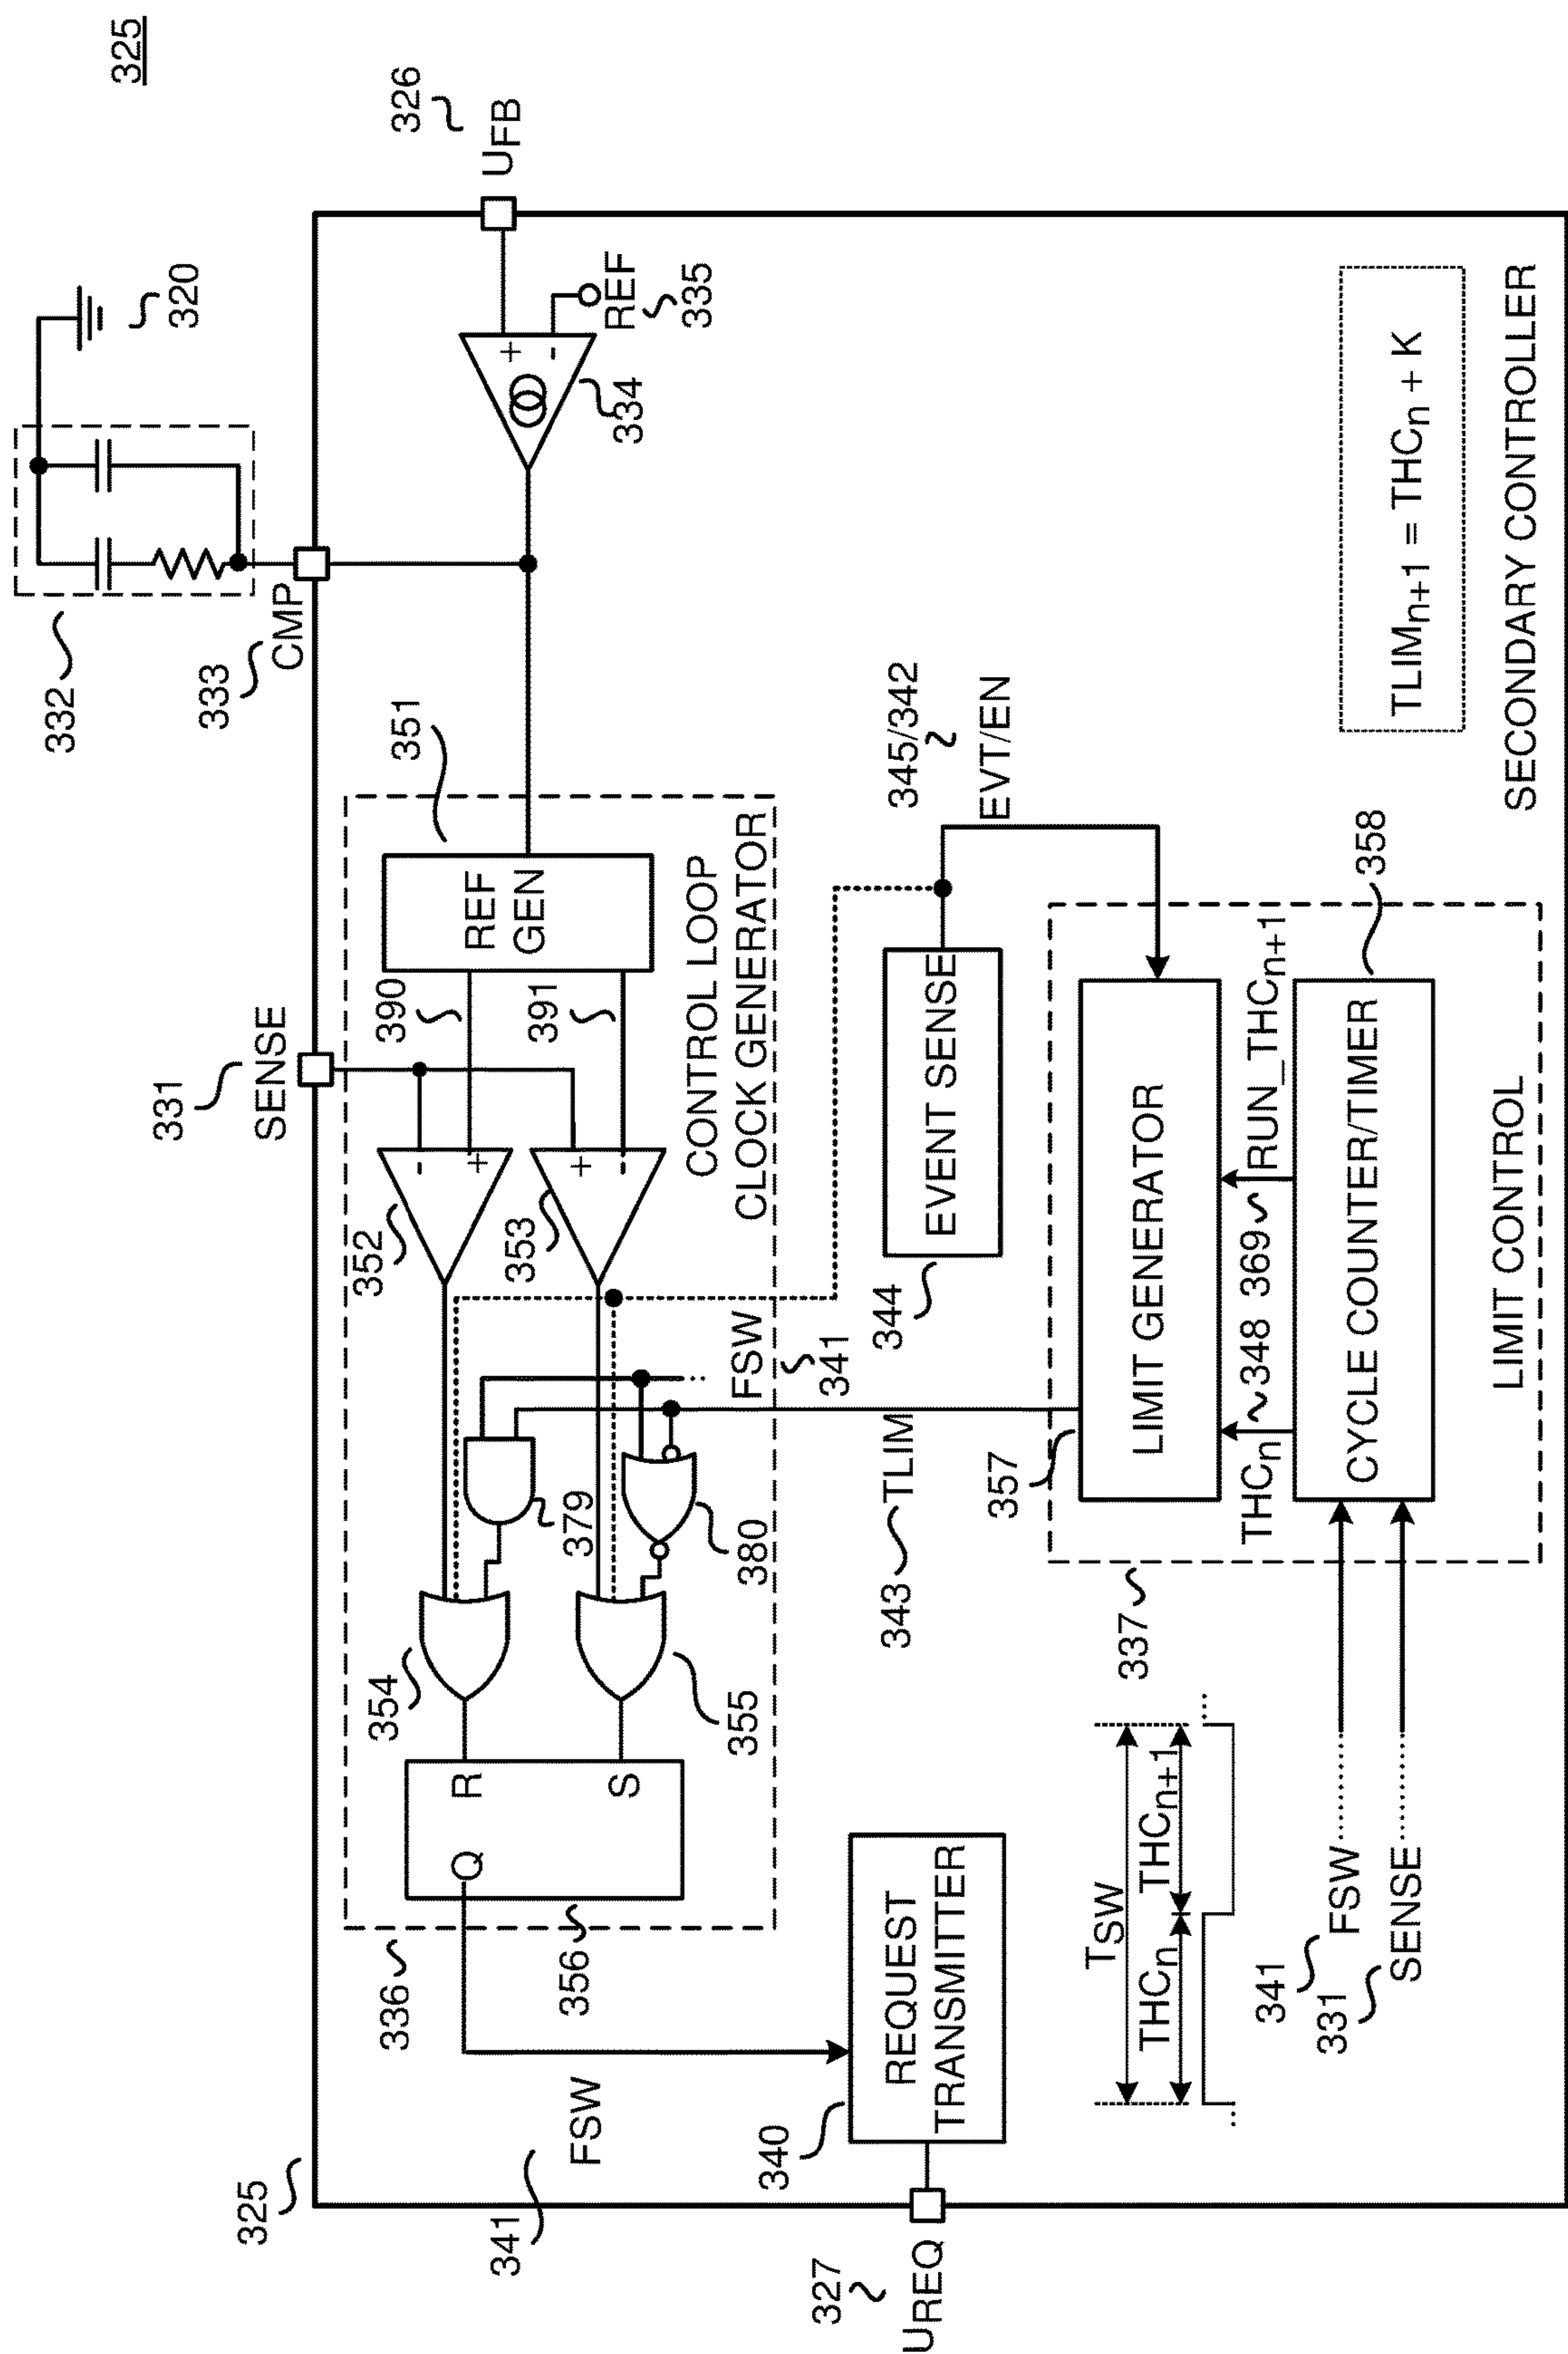 325
320
332
333
CMP
331
SENSE
325
326
UFB
+
-
REF
335
334
351
REF
GEN
390
391
352
-
+
353
+
-
CONTROL LOOP
CLOCK GENERATOR
354
355
379
380
FSW
341
R
S
Q
356
336
FSW
341
345/342
EVT/EN
EVENT SENSE
344
343
TLIM
REQUEST
TRANSMITTER
340
327
UREQ
357
LIMIT GENERATOR
THCn
348
369
RUN_THCn+1
CYCLE COUNTER/TIMER
358
LIMIT CONTROL
337
TSW
THCn
THCn+1
341
FSW
331
SENSE
TLIMn+1 = THCn + K
SECONDARY CONTROLLER